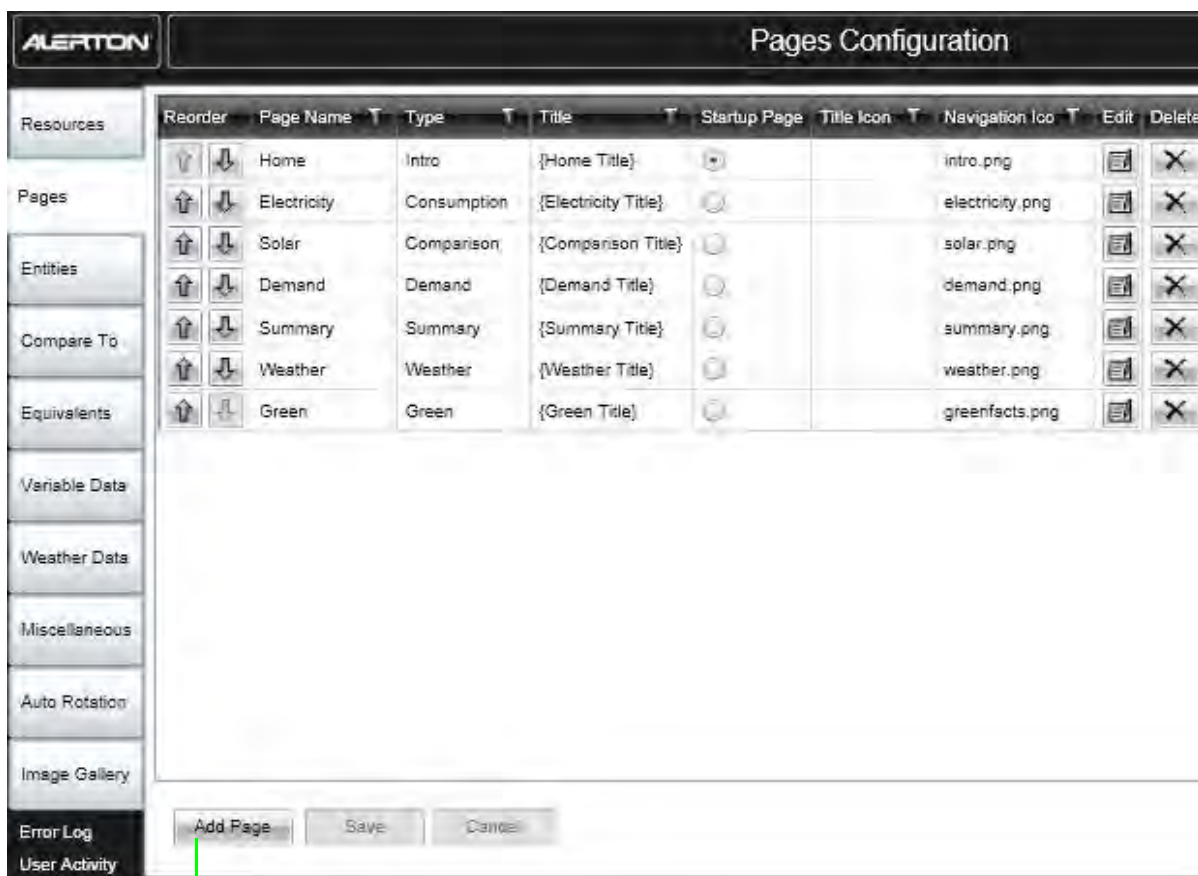 ALERTON
Pages Configuration
Resources
Pages
Entities
Compare To
Equivalents
Variable Data
Weather Data
Miscellaneous
Auto Rotation
Image Gallery
Error Log
User Activity
Reorder Page Name Type Title Startup Page Title Icon Navigation Ico Edit Delete
Home Intro {Home Title} intro.png
Electricity Consumption {Electricity Title} electricity.png
Solar Comparison {Comparison Title} solar.png
Demand Demand {Demand Title} demand.png
Summary Summary {Summary Title} summary.png
Weather Weather {Weather Title} weather.png
Green Green {Green Title} greenfacts.png
Add Page Save Cancel